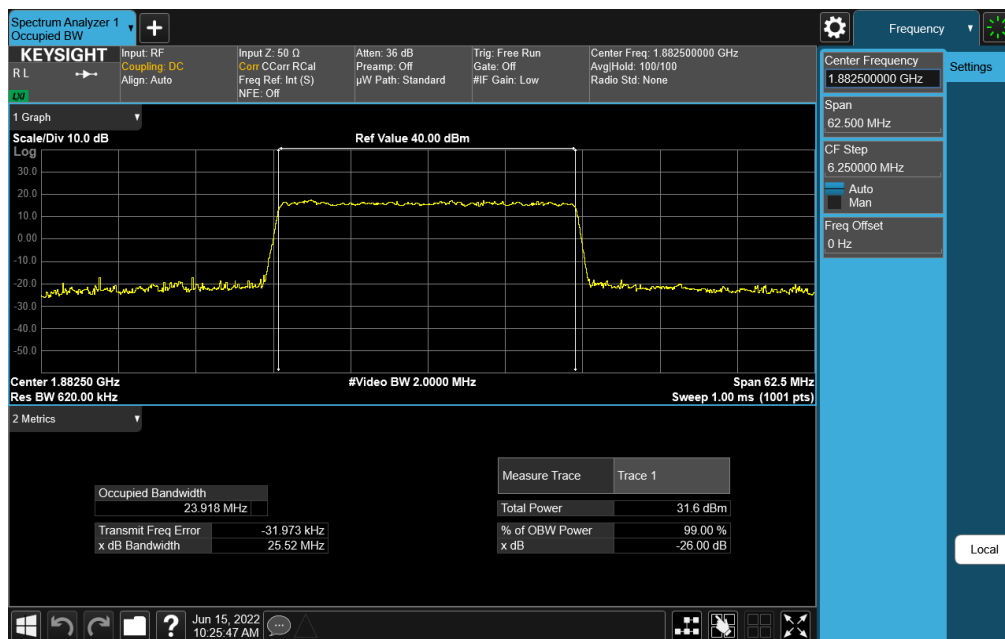 Spectrum Analyzer 1
Occupied BW
Frequency
KEYSIGHT
R L
LXI
Input: RF
Coupling: DC
Align: Auto
Input Z: 50 Ω
Corr CCorr RCal
Freq Ref: Int (S)
NFE: Off
Atten: 36 dB
Preamp: Off
µW Path: Standard
Trig: Free Run
Gate: Off
#IF Gain: Low
Center Freq: 1.882500000 GHz
Avg|Hold: 100/100
Radio Std: None
Center Frequency
1.882500000 GHz
Settings
Span
62.500 MHz
CF Step
6.250000 MHz
Auto
Man
Freq Offset
0 Hz
Local
1 Graph
Scale/Div 10.0 dB
Ref Value 40.00 dBm
Log
30.0
20.0
10.0
0.00
-10.0
-20.0
-30.0
-40.0
-50.0
Center 1.88250 GHz
#Video BW 2.0000 MHz
Span 62.5 MHz
Res BW 620.00 kHz
Sweep 1.00 ms (1001 pts)
2 Metrics
Measure Trace Trace 1
Occupied Bandwidth
23.918 MHz
Total Power 31.6 dBm
Transmit Freq Error -31.973 kHz
% of OBW Power 99.00 %
x dB Bandwidth 25.52 MHz
x dB -26.00 dB
?
Jun 15, 2022
10:25:47 AM